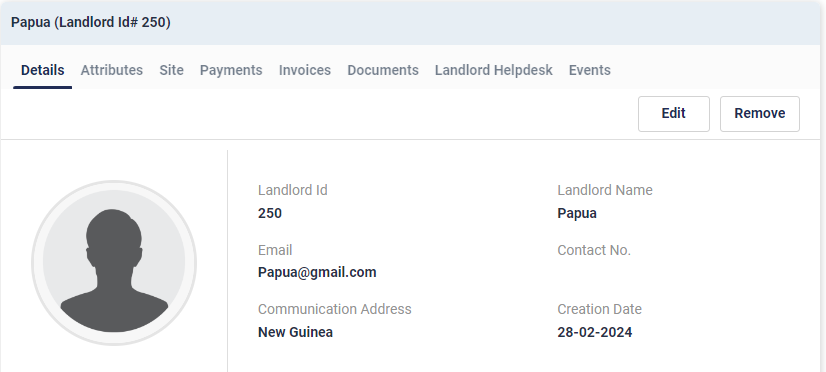 Papua (Landlord Id# 250)
Details Attributes Site Payments Invoices Documents Landlord Helpdesk Events
Edit Remove
Landlord Id Landlord Name
250 Papua
Email Contact No.
Papua@gmail.com
Communication Address Creation Date
New Guinea 28-02-2024